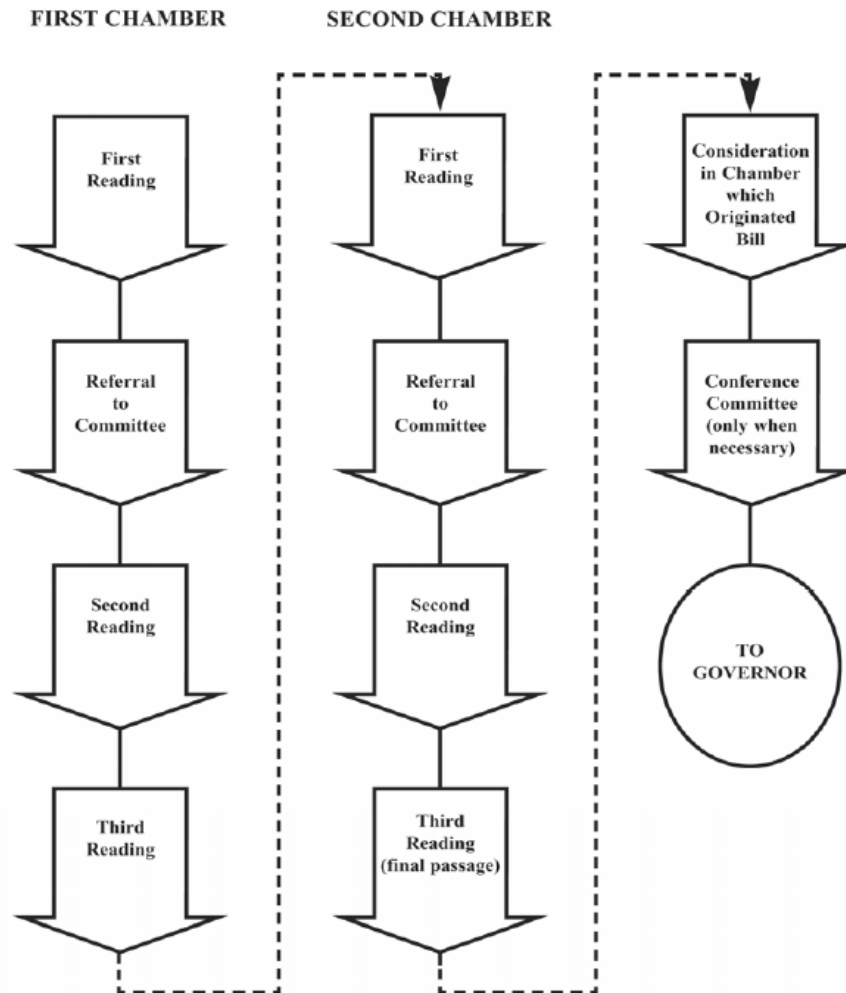 FIRST CHAMBER
First
Reading
Referral
to
Committee
Second
Reading
Third
Reading
SECOND CHAMBER
First
Reading
Referral
to
Committee
Second
Reading
Third
Reading
(final passage)
Consideration
in Chamber
which
Originated
Bill
Conference
Committee
(only when
necessary)
TO
GOVERNOR